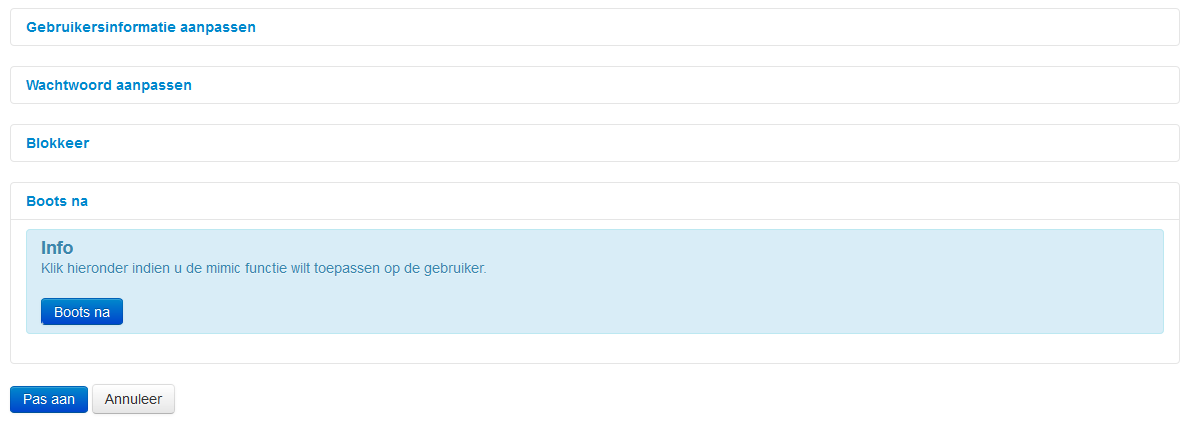 Gebruikersinformatie aanpassen
Wachtwoord aanpassen
Blokkeer
Boots na
Info
Klik hieronder indien u de mimic functie wilt toepassen op de gebruiker.
Boots na
Pas aan Annuleer